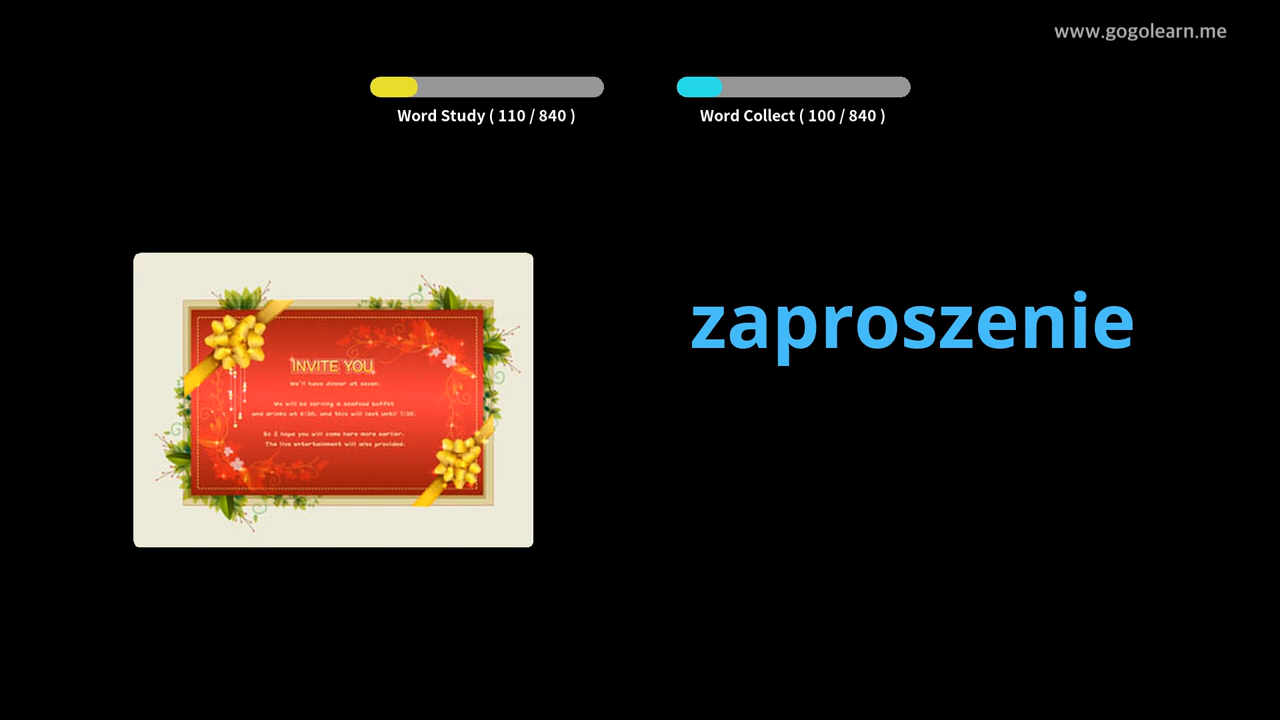 www.gogolearn.me
Word Study ( 110 / 840 )
Word Collect ( 100 / 840 )
zaproszenie
INVITE YOU
We'll have dinner at seven.
We will be serving a seafood buffet
and drinks at 6:30, and this will last until 7:30.
So I hope you will come here more earlier.
The live entertainment will also provided.